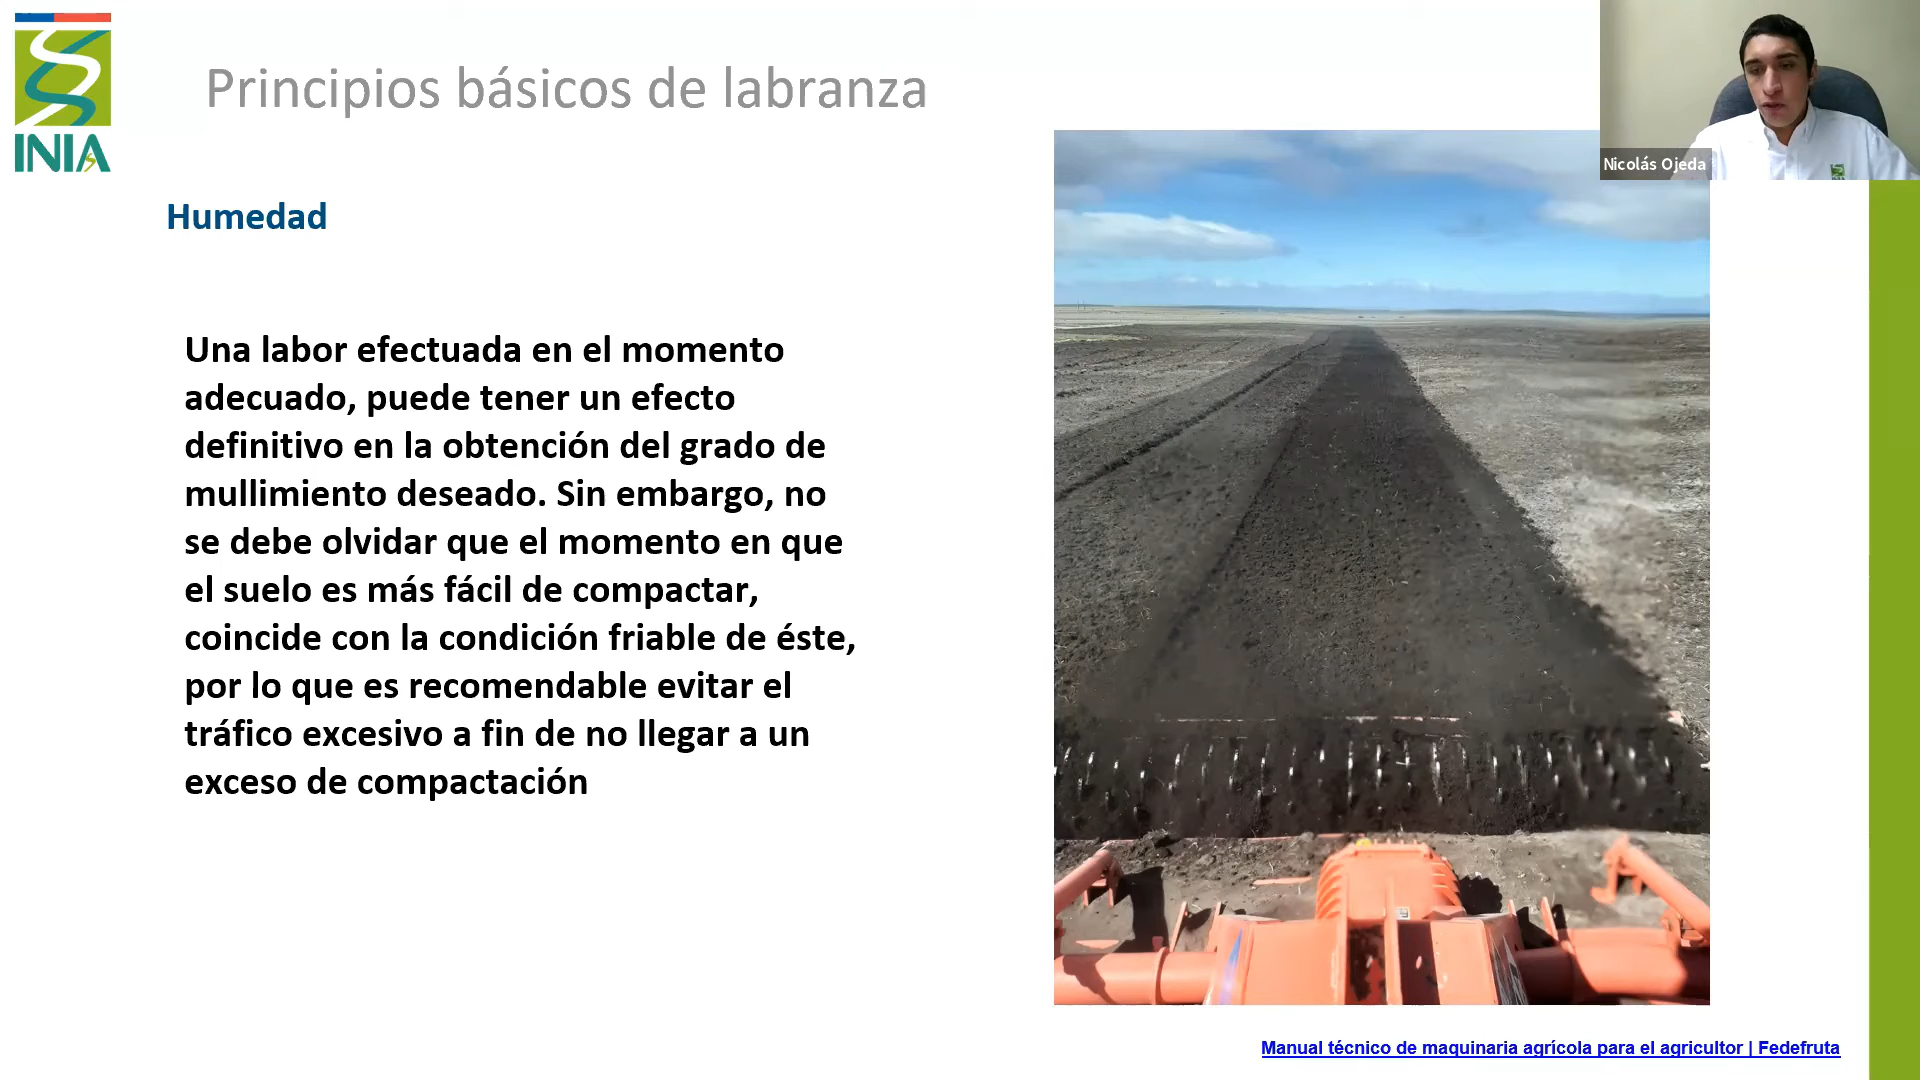 INIA
Principios básicos de labranza
Nicolás Ojeda
Humedad
Una labor efectuada en el momento
adecuado, puede tener un efecto
definitivo en la obtención del grado de
mullimiento deseado. Sin embargo, no
se debe olvidar que el momento en que
el suelo es más fácil de compactar,
coincide con la condición friable de éste,
por lo que es recomendable evitar el
tráfico excesivo a fin de no llegar a un
exceso de compactación
Manual técnico de maquinaria agrícola para el agricultor | Fedefruta